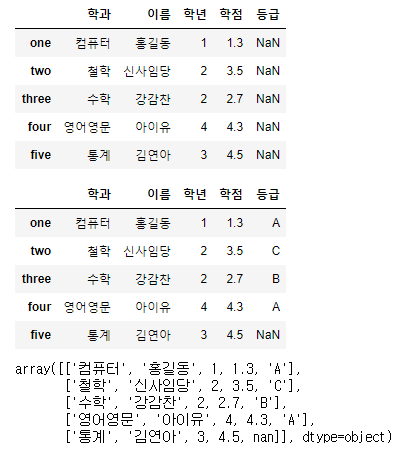 학과 이름 학년 학점 등급
one 컴퓨터 홍길동 1 1.3 NaN
two 철학 신사임당 2 3.5 NaN
three 수학 강감찬 2 2.7 NaN
four 영어영문 아이유 4 4.3 NaN
five 통계 김연아 3 4.5 NaN
학과 이름 학년 학점 등급
one 컴퓨터 홍길동 1 1.3 A
two 철학 신사임당 2 3.5 C
three 수학 강감찬 2 2.7 B
four 영어영문 아이유 4 4.3 A
five 통계 김연아 3 4.5 NaN
array([['컴퓨터', '홍길동', 1, 1.3, 'A'],
['철학', '신사임당', 2, 3.5, 'C'],
['수학', '강감찬', 2, 2.7, 'B'],
['영어영문', '아이유', 4, 4.3, 'A'],
['통계', '김연아', 3, 4.5, nan]], dtype=object)